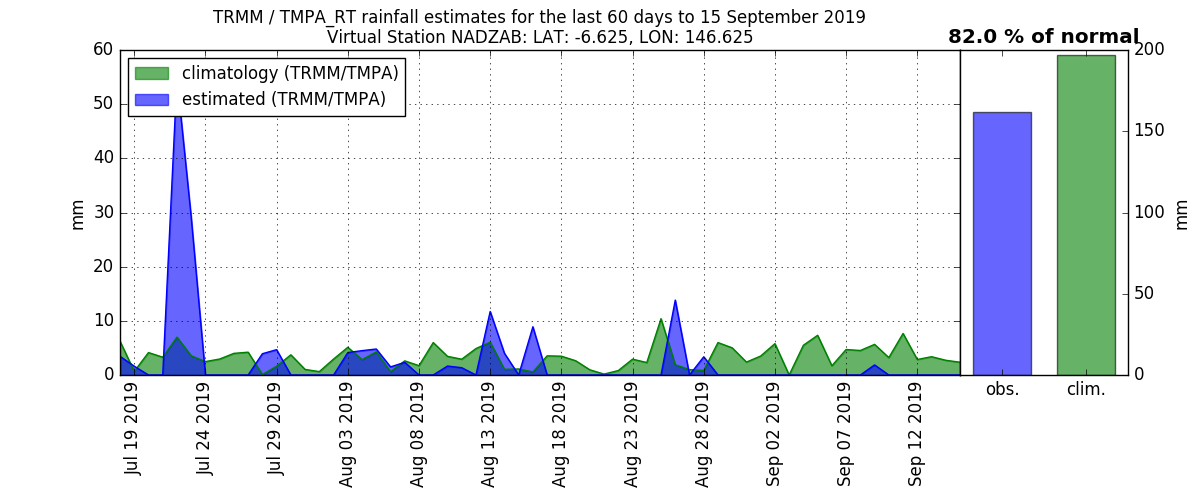 TRMM / TMPA_RT rainfall estimates for the last 60 days to 15 September 2019
Virtual Station NADZAB: LAT: -6.625, LON: 146.625
82.0 % of normal
climatology (TRMM/TMPA)
estimated (TRMM/TMPA)
mm
60
50
40
30
20
10
0
Jul 19 2019
Jul 24 2019
Jul 29 2019
Aug 03 2019
Aug 08 2019
Aug 13 2019
Aug 18 2019
Aug 23 2019
Aug 28 2019
Sep 02 2019
Sep 07 2019
Sep 12 2019
obs.
clim.
200
150
100
50
0
mm